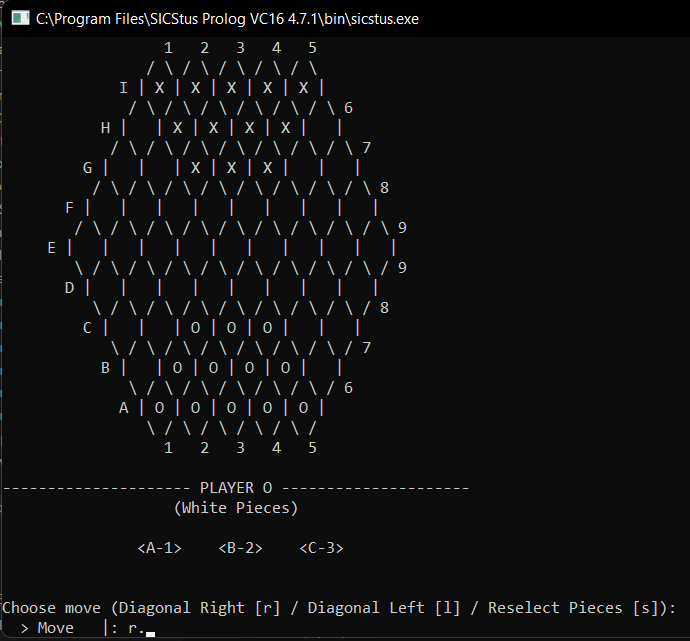 C:\Program Files\SICStus Prolog VC16 4.7.1\bin\sicstus.exe
1 2 3 4 5
/ \ / \ / \ / \ / \
I | X | X | X | X | X |
/ \ / \ / \ / \ / \ / \ 6
H |   | X | X | X | X |   |
/ \ / \ / \ / \ / \ / \ / \ 7
G |   |   | X | X | X |   |   |
/ \ / \ / \ / \ / \ / \ / \ / \ 8
F |   |   |   |   |   |   |   |   |
/ \ / \ / \ / \ / \ / \ / \ / \ / \ 9
E |   |   |   |   |   |   |   |   |   |
\ / \ / \ / \ / \ / \ / \ / \ / \ / 9
D |   |   |   |   |   |   |   |   |
\ / \ / \ / \ / \ / \ / \ / \ / 8
C |   |   | O | O | O |   |   |
\ / \ / \ / \ / \ / \ / \ / 7
B |   | O | O | O | O |   |
\ / \ / \ / \ / \ / \ / 6
A | O | O | O | O | O |
\ / \ / \ / \ / \ /
1 2 3 4 5
--------------------- PLAYER O ---------------------
(White Pieces)
<A-1> <B-2> <C-3>
Choose move (Diagonal Right [r] / Diagonal Left [l] / Reselect Pieces [s]):
> Move |: r.